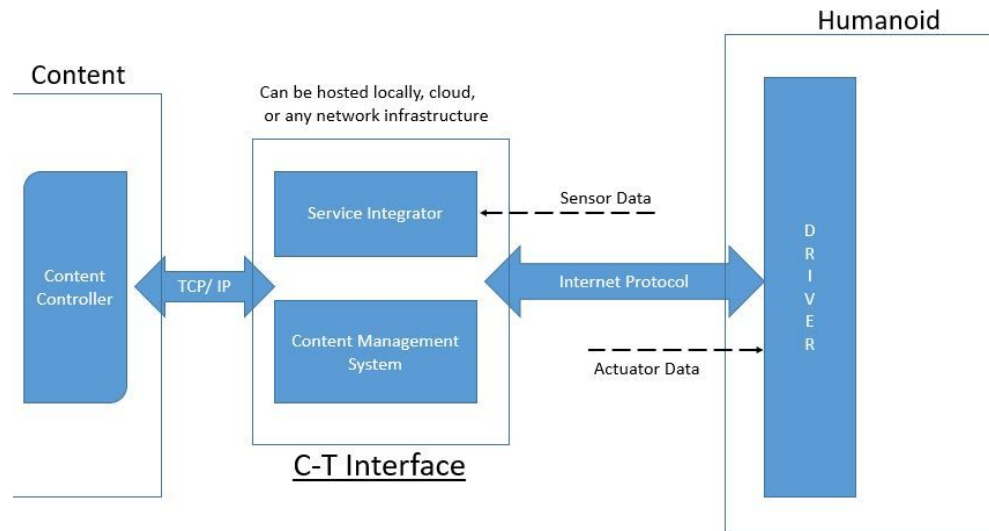 Humanoid
Content
Can be hosted locally, cloud,
or any network infrastructure
Service Integrator
Sensor Data
Content
Controller
TCP/ IP
Internet Protocol
D
R
I
V
E
R
Content Management
System
Actuator Data
C-T Interface